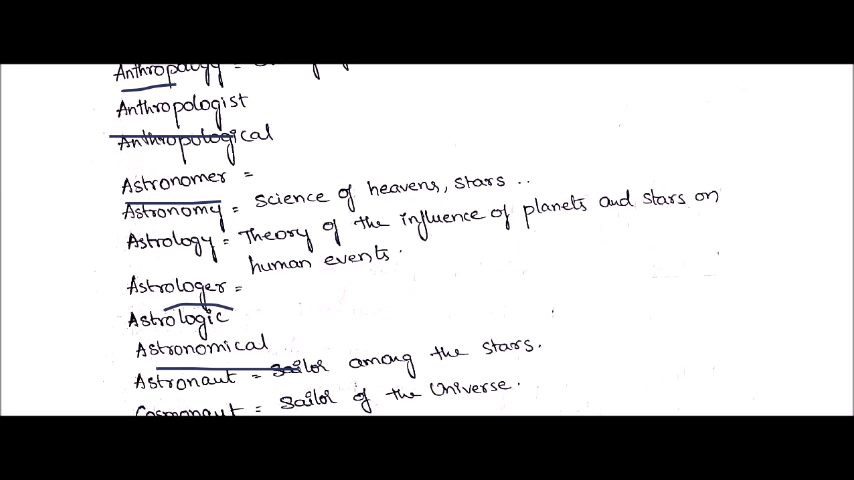 Anthropology =
Anthropologist
Anthropological
Astronomer =
Astronomy = Science of heavens, stars ..
Astrology = Theory of the influence of planets and stars on
human events.
Astrologer =
Astrologic
Astronomical
Astronaut = Sailor among the stars.
Cosmonaut = Sailor of the Universe.